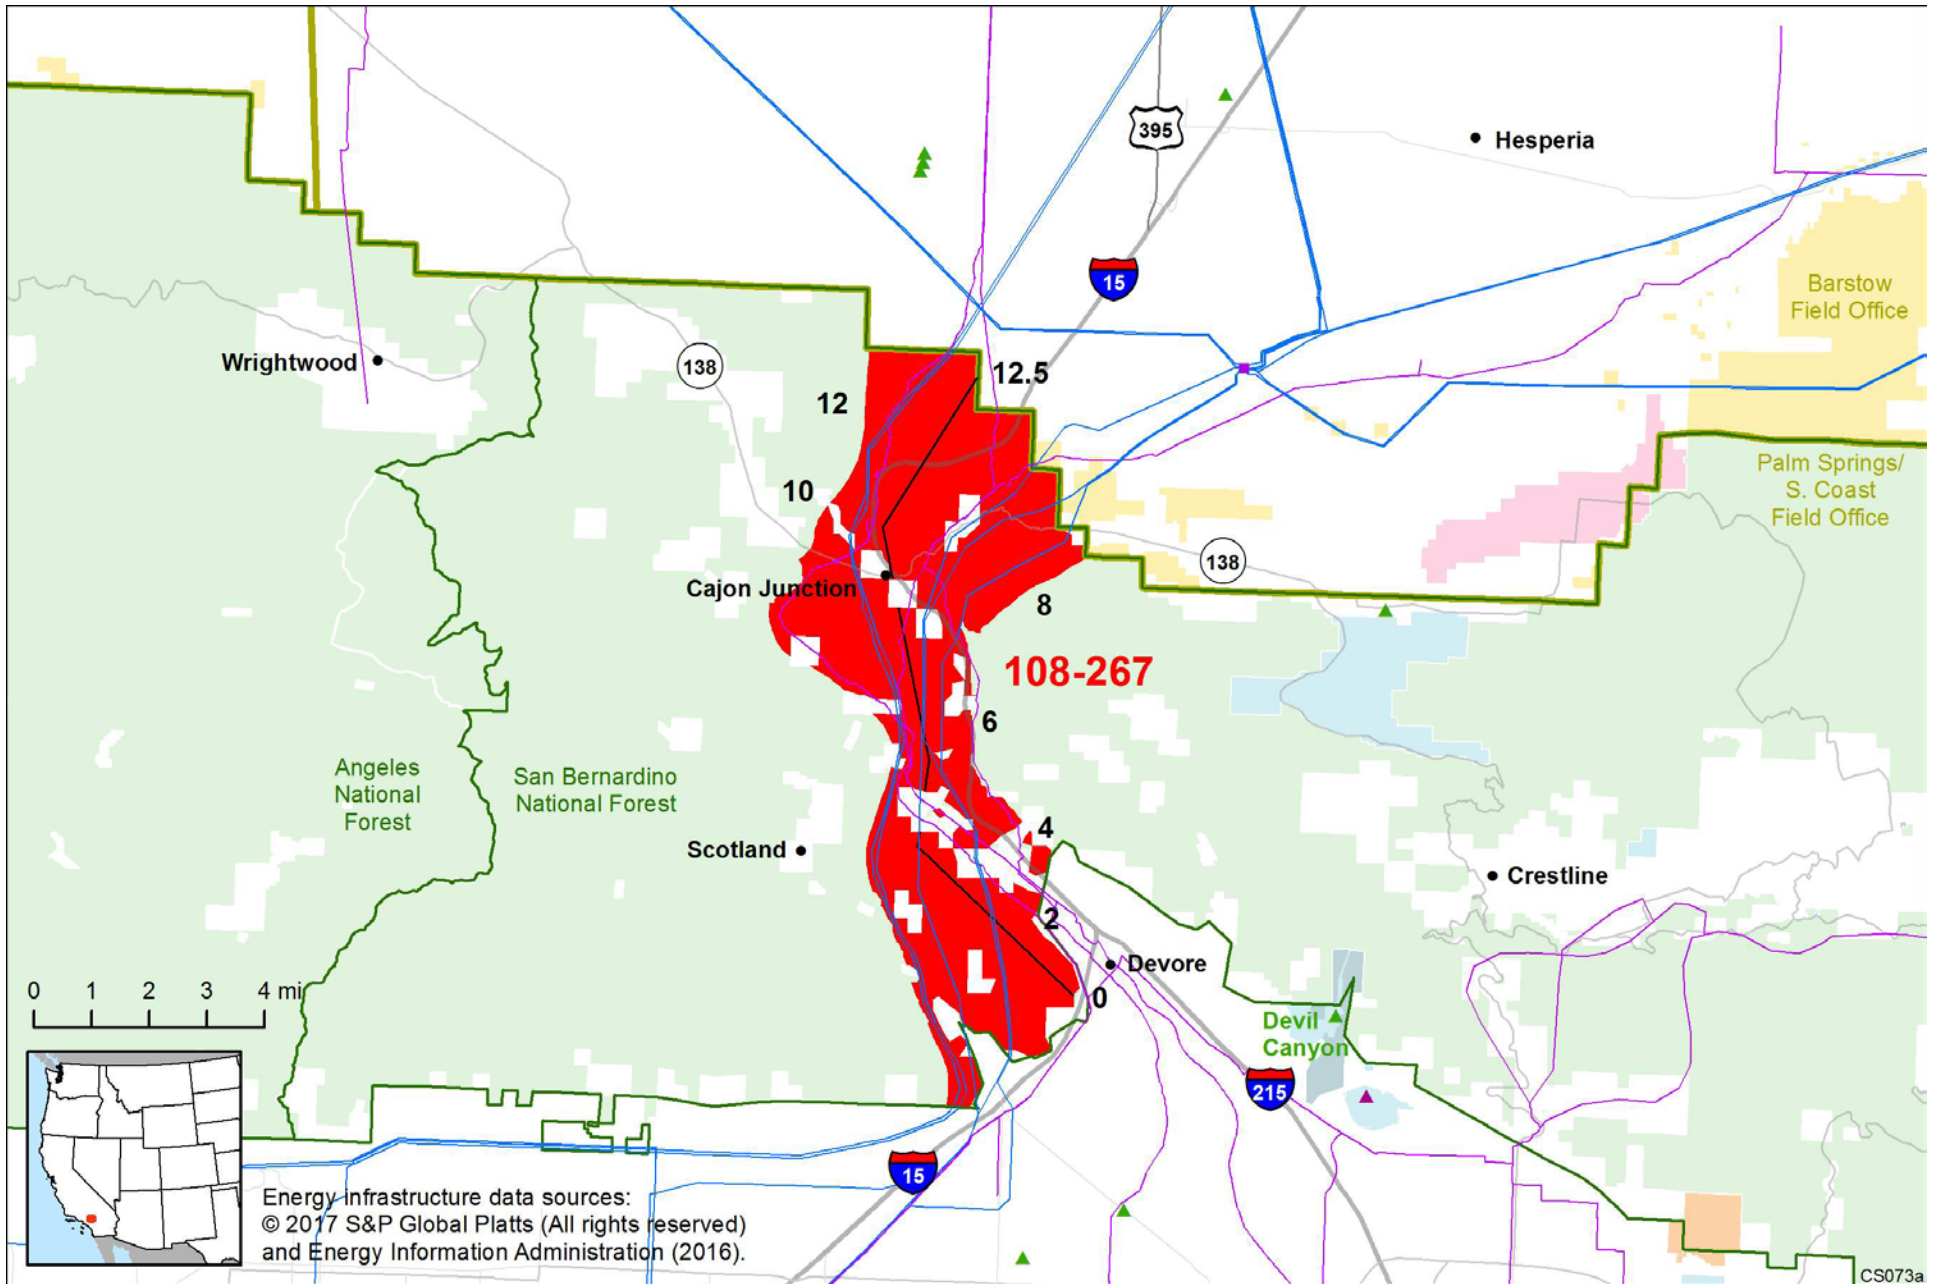 395
Hesperia
15
Barstow
Field Office
Wrightwood
138
12.5
12
Palm Springs/
S. Coast
Field Office
10
138
Cajon Junction
8
108-267
6
Angeles
National
Forest
San Bernardino
National Forest
4
Scotland
Crestline
2
Devore
0
0 1 2 3 4 mi
Devil
Canyon
215
15
Energy infrastructure data sources:
© 2017 S&P Global Platts (All rights reserved)
and Energy Information Administration (2016).
CS073a